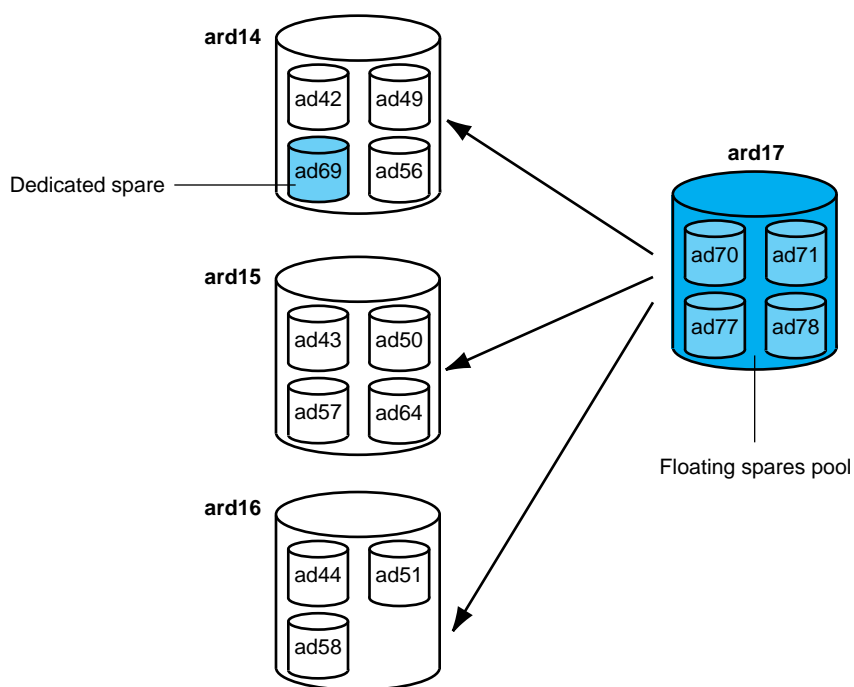 ard14
ad42 ad49
ad69 ad56
Dedicated spare
ard15
ad43 ad50
ad57 ad64
ard16
ad44 ad51
ad58
ard17
ad70 ad71
ad77 ad78
Floating spares pool